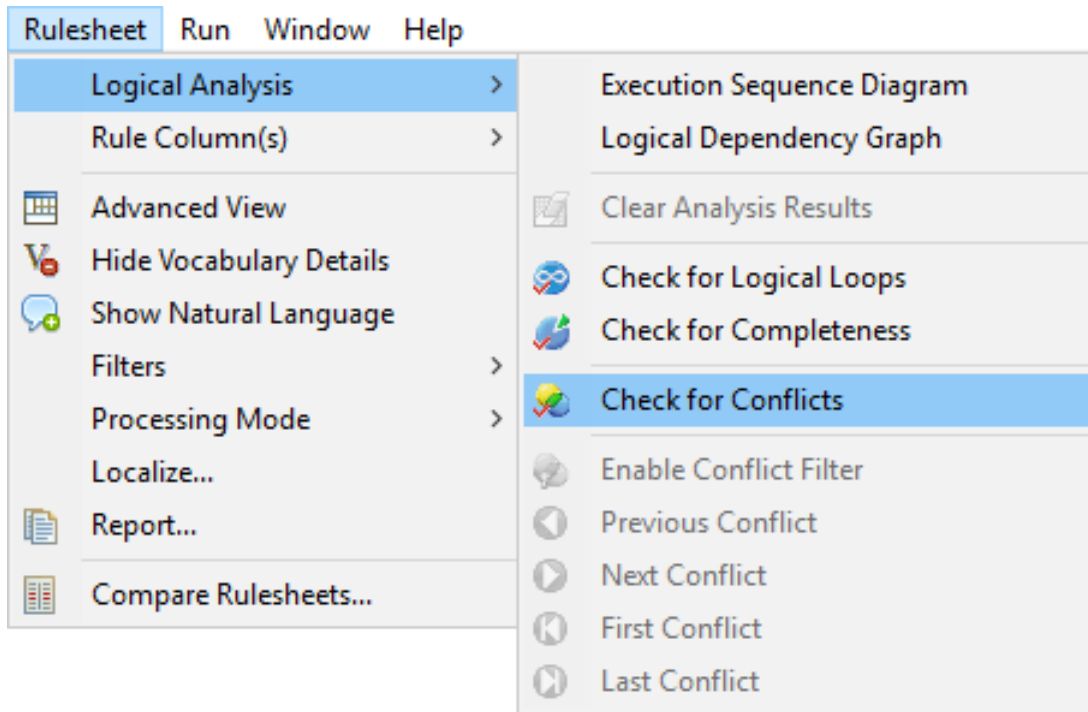 Rulesheet Run Window Help
Logical Analysis
Rule Column(s)
Advanced View
Hide Vocabulary Details
Show Natural Language
Filters
Processing Mode
Localize...
Report...
Compare Rulesheets...
Execution Sequence Diagram
Logical Dependency Graph
Clear Analysis Results
Check for Logical Loops
Check for Completeness
Check for Conflicts
Enable Conflict Filter
Previous Conflict
Next Conflict
First Conflict
Last Conflict